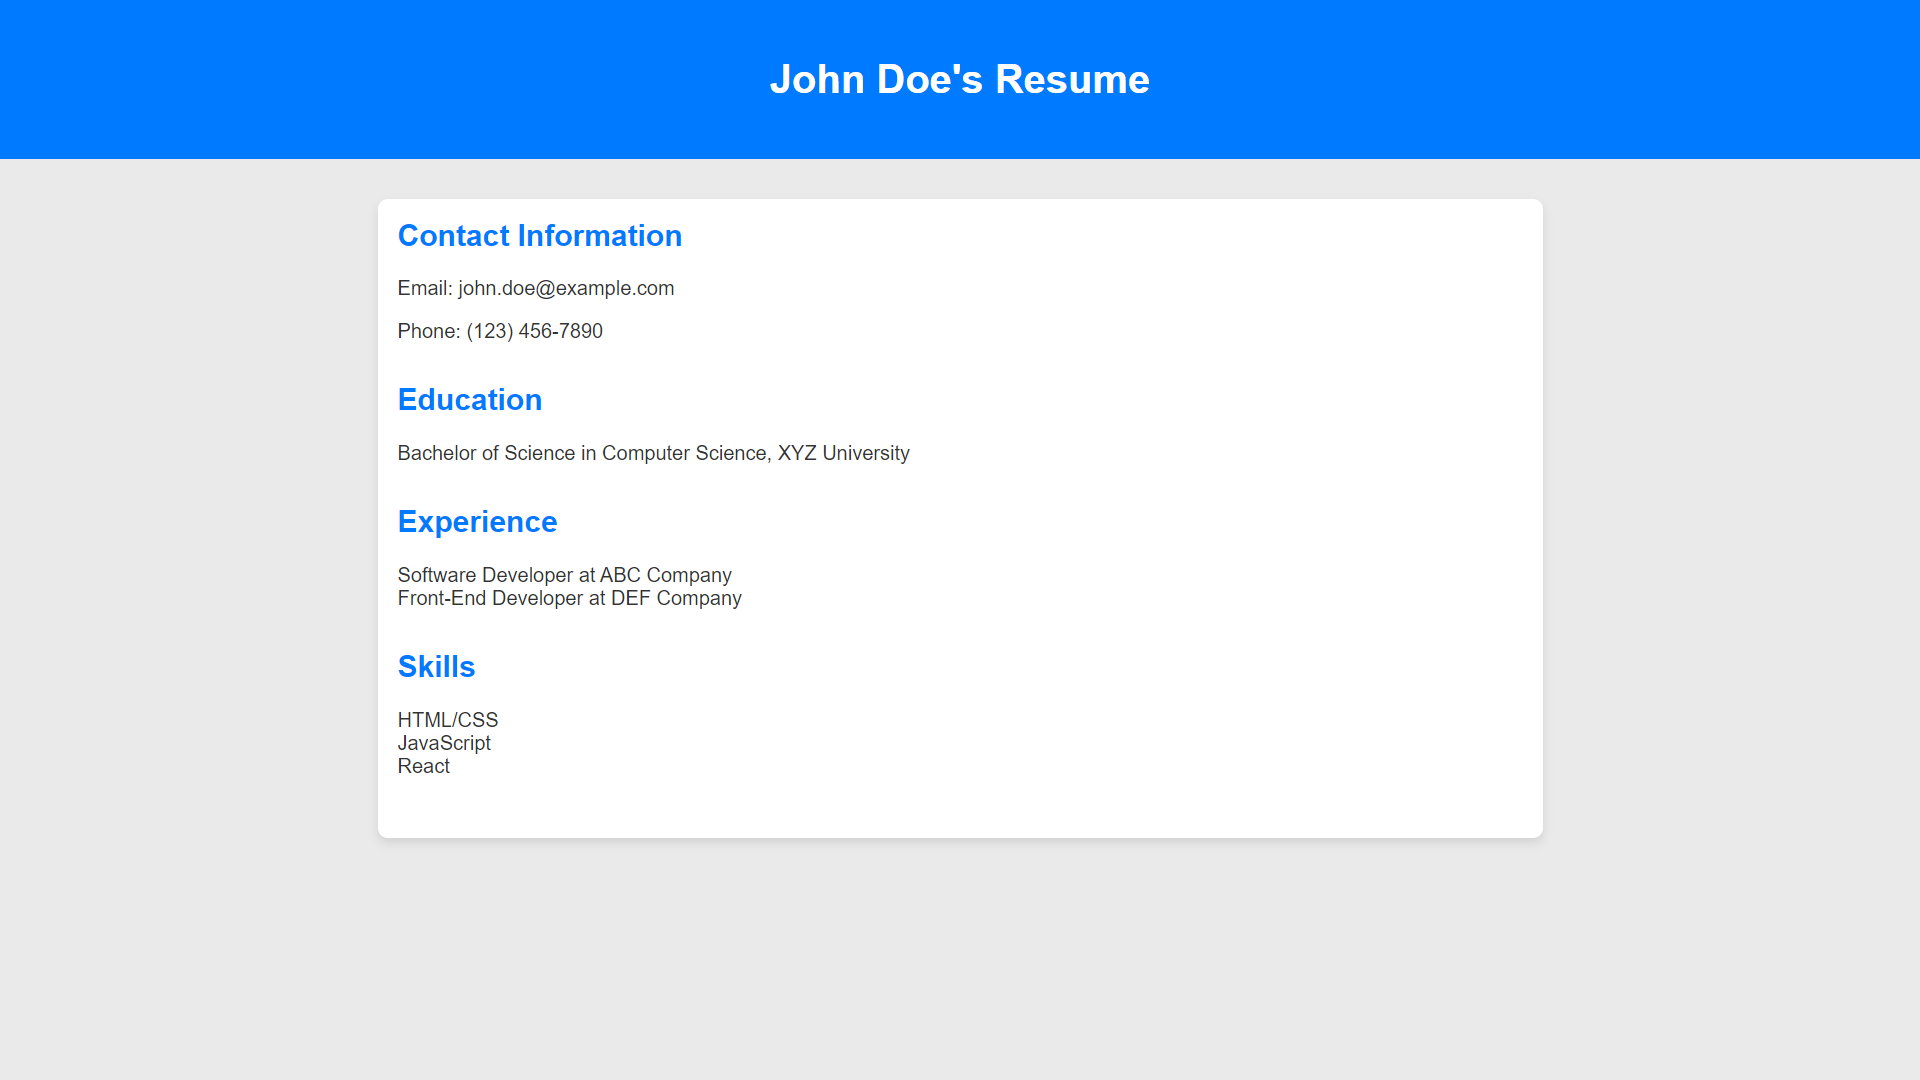 John Doe's Resume
Contact Information
Email: john.doe@example.com
Phone: (123) 456-7890
Education
Bachelor of Science in Computer Science, XYZ University
Experience
Software Developer at ABC Company
Front-End Developer at DEF Company
Skills
HTML/CSS
JavaScript
React